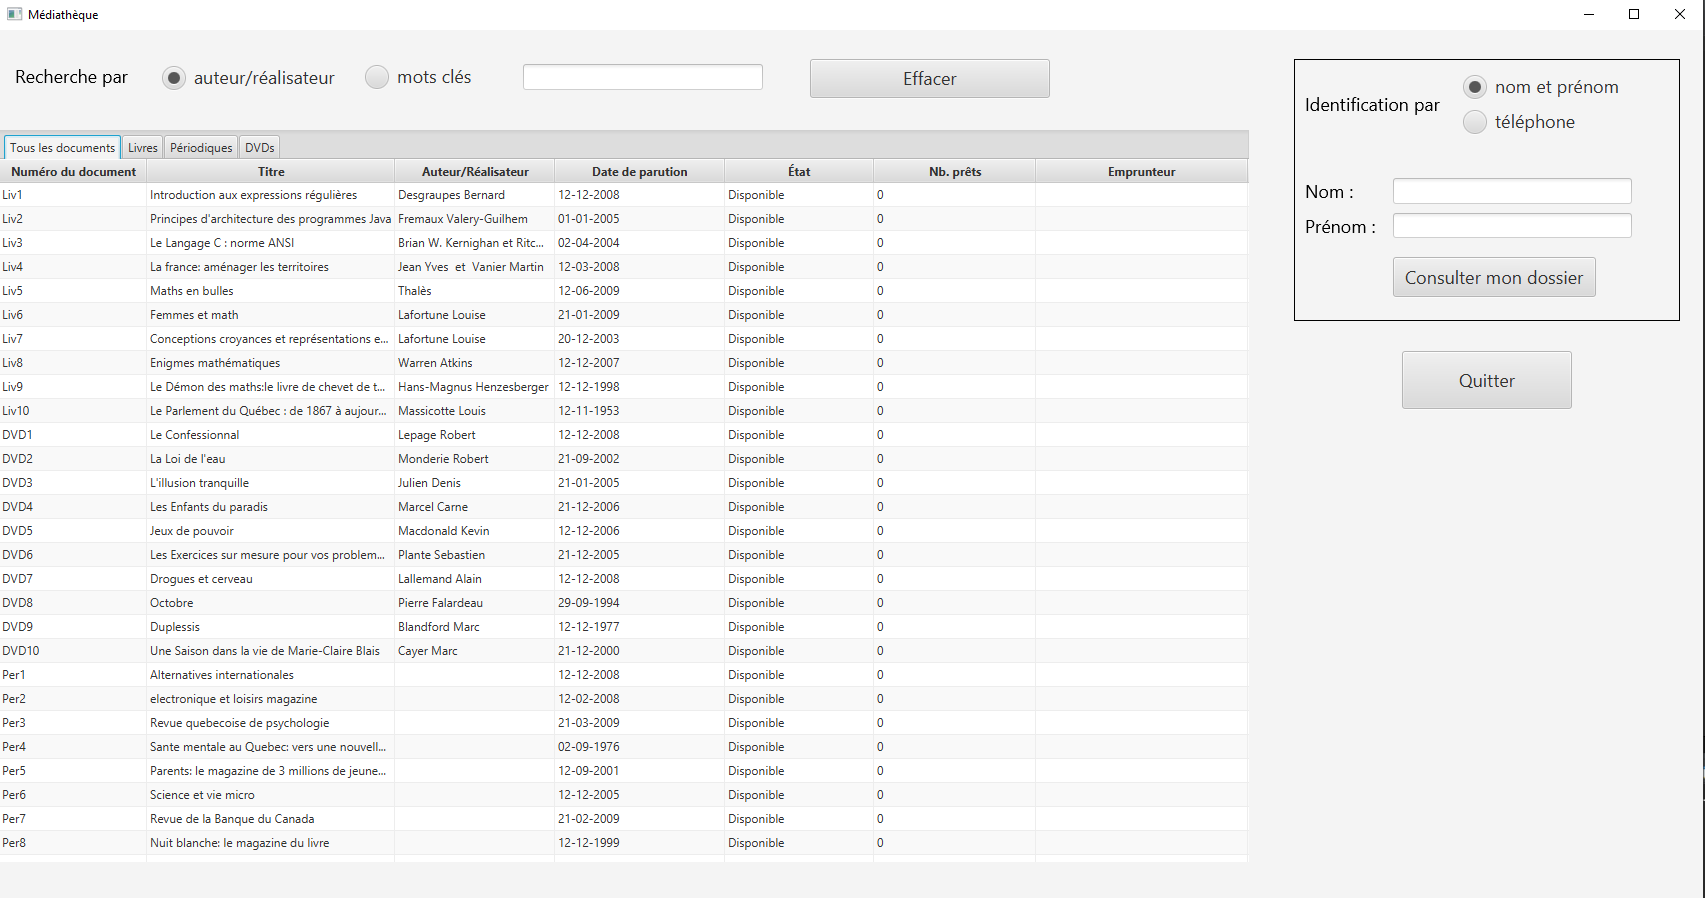 Médiathèque
Recherche par auteur/réalisateur mots clés Effacer
Identification par nom et prénom
téléphone
Nom :
Prénom :
Consulter mon dossier
Quitter
Tous les documents Livres Périodiques DVDs
Numéro du document Titre Auteur/Réalisateur Date de parution État Nb. prêts Emprunteur
Liv1 Introduction aux expressions régulières Desgraupes Bernard 12-12-2008 Disponible 0
Liv2 Principes d'architecture des programmes Java Fremaux Valery-Guilhem 01-01-2005 Disponible 0
Liv3 Le Langage C : norme ANSI Brian W. Kernighan et Ritc... 02-04-2004 Disponible 0
Liv4 La france: aménager les territoires Jean Yves et Vanier Martin 12-03-2008 Disponible 0
Liv5 Maths en bulles Thalès 12-06-2009 Disponible 0
Liv6 Femmes et math Lafortune Louise 21-01-2009 Disponible 0
Liv7 Conceptions croyances et représentations e... Lafortune Louise 20-12-2003 Disponible 0
Liv8 Enigmes mathématiques Warren Atkins 12-12-2007 Disponible 0
Liv9 Le Démon des maths:le livre de chevet de t... Hans-Magnus Henzesberger 12-12-1998 Disponible 0
Liv10 Le Parlement du Québec : de 1867 à aujour... Massicotte Louis 12-11-1953 Disponible 0
DVD1 Le Confessionnal Lepage Robert 12-12-2008 Disponible 0
DVD2 La Loi de l'eau Monderie Robert 21-09-2002 Disponible 0
DVD3 L'illusion tranquille Julien Denis 21-01-2005 Disponible 0
DVD4 Les Enfants du paradis Marcel Carne 21-12-2006 Disponible 0
DVD5 Jeux de pouvoir Macdonald Kevin 12-12-2006 Disponible 0
DVD6 Les Exercices sur mesure pour vos problem... Plante Sebastien 21-12-2005 Disponible 0
DVD7 Drogues et cerveau Lallemand Alain 12-12-2008 Disponible 0
DVD8 Octobre Pierre Falardeau 29-09-1994 Disponible 0
DVD9 Duplessis Blandford Marc 12-12-1977 Disponible 0
DVD10 Une Saison dans la vie de Marie-Claire Blais Cayer Marc 21-12-2000 Disponible 0
Per1 Alternatives internationales 12-12-2008 Disponible 0
Per2 electronique et loisirs magazine 12-02-2008 Disponible 0
Per3 Revue quebecoise de psychologie 21-03-2009 Disponible 0
Per4 Sante mentale au Quebec: vers une nouvell... 02-09-1976 Disponible 0
Per5 Parents: le magazine de 3 millions de jeune... 12-09-2001 Disponible 0
Per6 Science et vie micro 12-12-2005 Disponible 0
Per7 Revue de la Banque du Canada 21-02-2009 Disponible 0
Per8 Nuit blanche: le magazine du livre 12-12-1999 Disponible 0